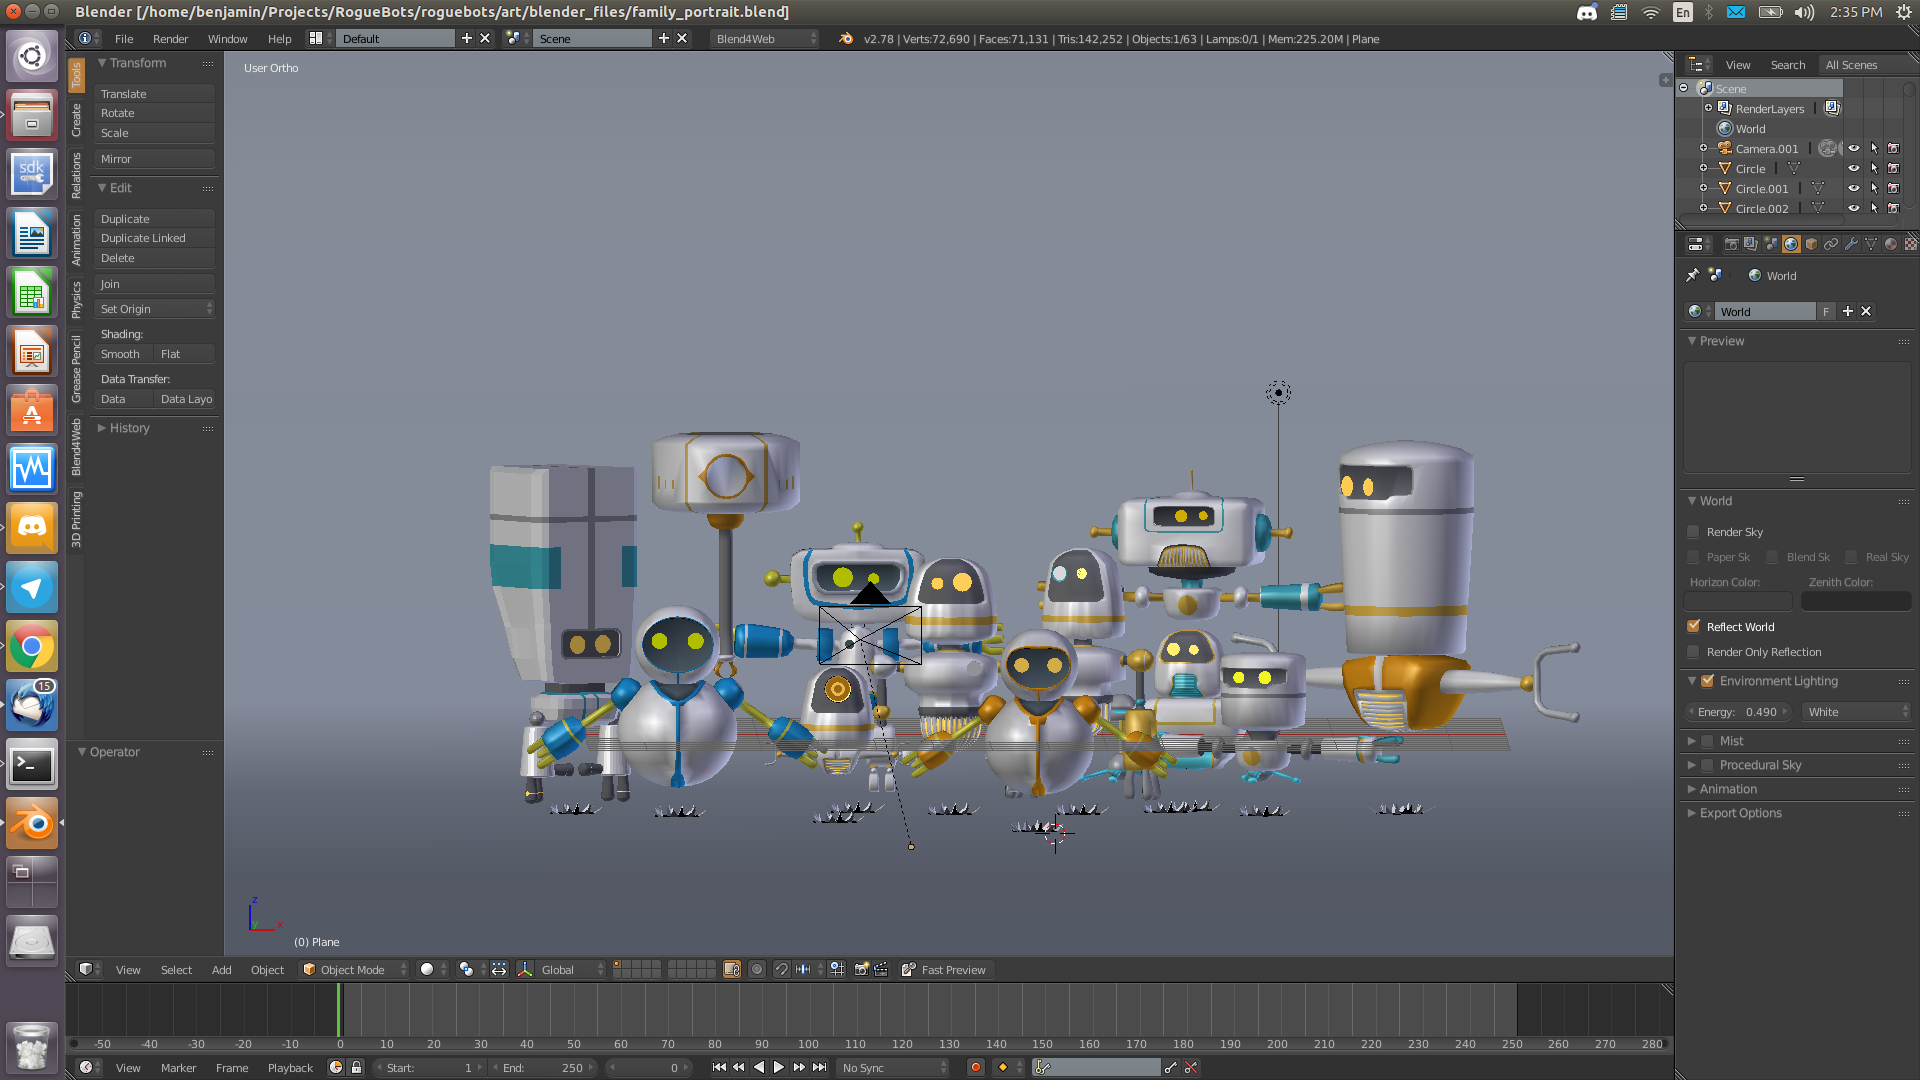 Blender [/home/benjamin/Projects/RogueBots/roguebots/art/blender_files/family_portrait.blend]
En
2:35 PM
File Render Window Help
Default
Scene
Blend4Web
v2.78 | Verts:72,690 | Faces:71,131 | Tris:142,252 | Objects:1/63 | Lamps:0/1 | Mem:225.20M | Plane
sdk
15
Tools
Create
Relations
Animation
Physics
Grease Pencil
Blend4Web
3D Printing
Transform
Translate
Rotate
Scale
Mirror
Edit
Duplicate
Duplicate Linked
Delete
Join
Set Origin
Shading:
Smooth Flat
Data Transfer:
Data Data Layo
History
Operator
User Ortho
z
y
x
(0) Plane
View Search All Scenes
Scene
RenderLayers |
World
Camera.001 |
Circle |
Circle.001 |
Circle.002 |
World
World F
Preview
World
Render Sky
Paper Sk Blend Sk Real Sky
Horizon Color: Zenith Color:
Reflect World
Render Only Reflection
Environment Lighting
Energy: 0.490 White
Mist
Procedural Sky
Animation
Export Options
View Select Add Object Object Mode Global Fast Preview
-50 -40 -30 -20 -10 0 10 20 30 40 50 60 70 80 90 100 110 120 130 140 150 160 170 180 190 200 210 220 230 240 250 260 270 280
View Marker Frame Playback Start: 1 End: 250 0 No Sync